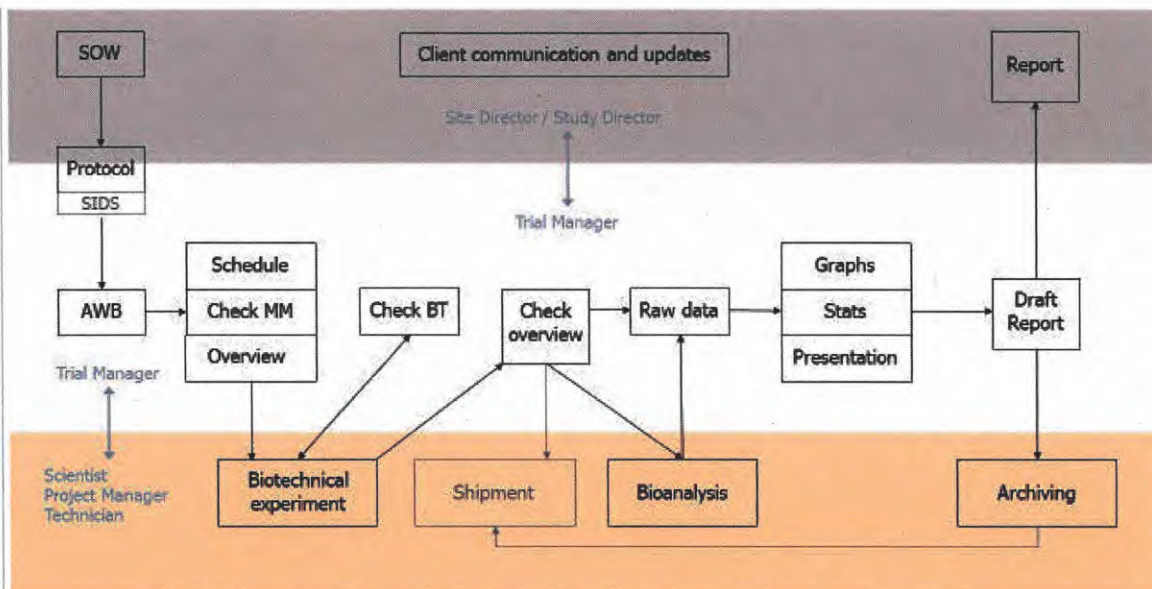 SOW
Client communication and updates
Report
Site Director / Study Director
Protocol
SIDS
Trial Manager
Schedule
Graphs
AWB
Check MM
Check BT
Check
overview
Raw data
Stats
Draft
Report
Overview
Presentation
Trial Manager
Scientist
Project Manager
Technician
Biotechnical
experiment
Shipment
Bioanalysis
Archiving